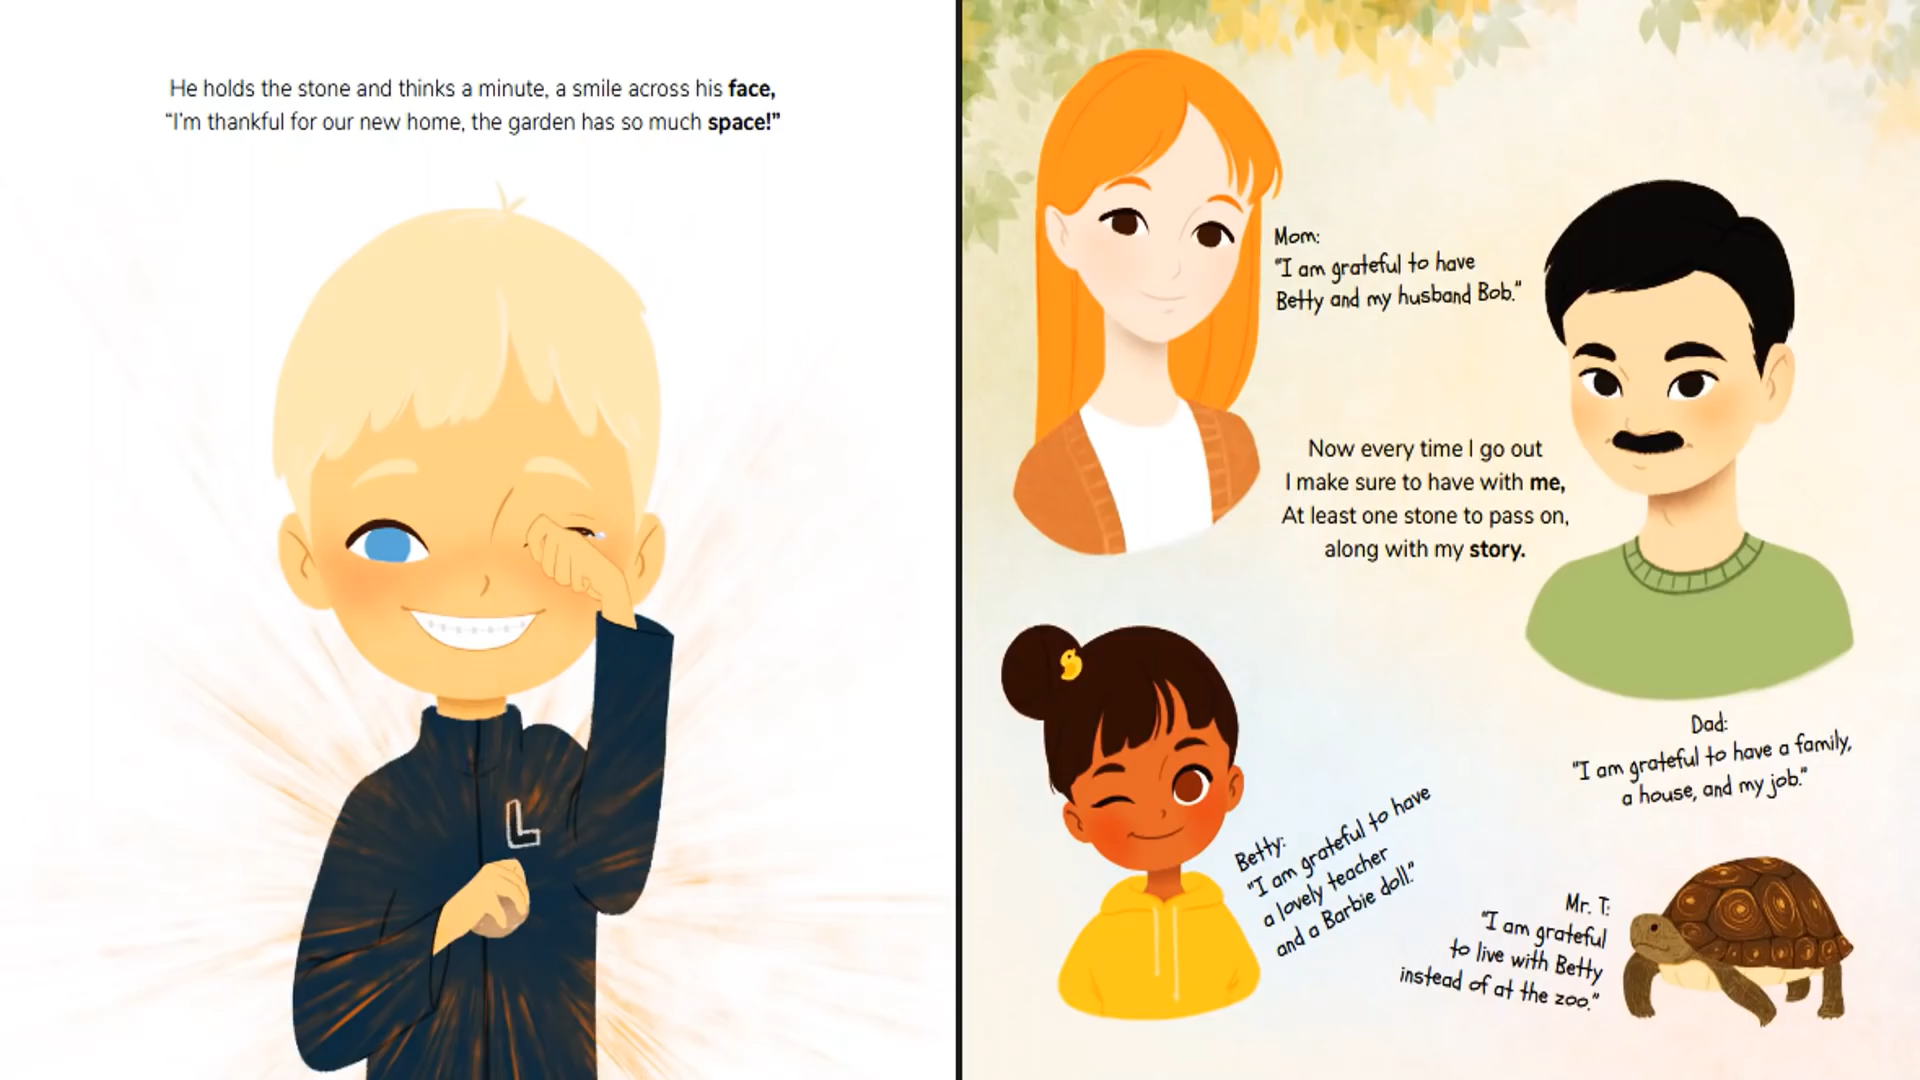 He holds the stone and thinks a minute, a smile across his face,
“I’m thankful for our new home, the garden has so much space!”
L
Mom:
"I am grateful to have
Betty and my husband Bob."
Now every time I go out
I make sure to have with me,
At least one stone to pass on,
along with my story.
Dad:
"I am grateful to have a family,
a house, and my job."
Betty:
"I am grateful to have
a lovely teacher
and a Barbie doll."
Mr. T:
"I am grateful
to live with Betty
instead of at the zoo."